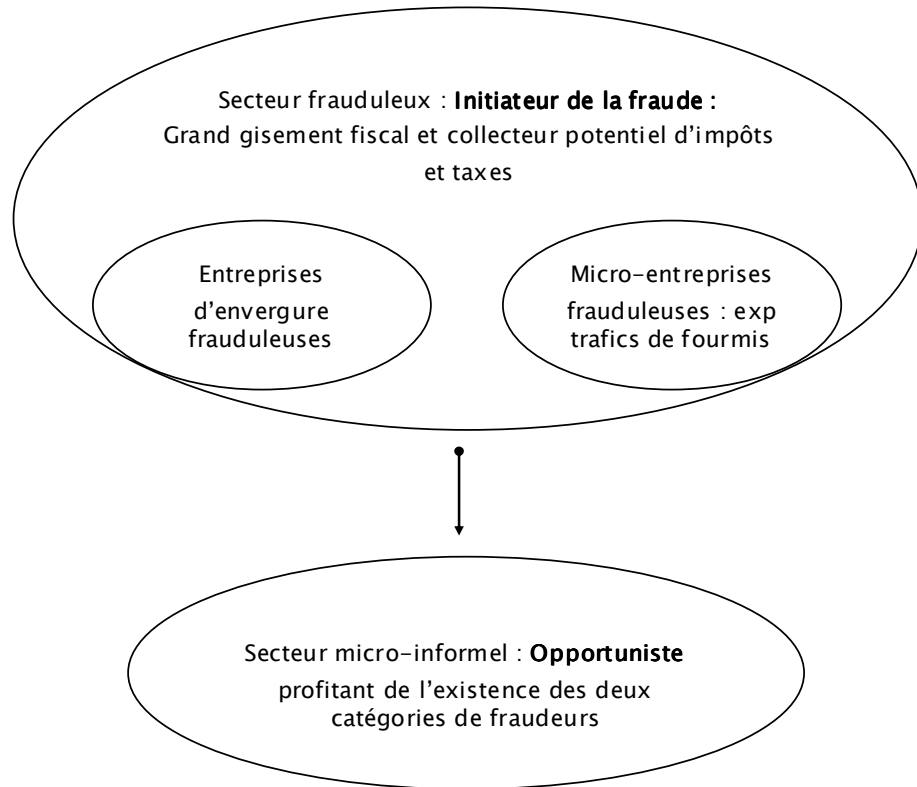 Secteur frauduleux : Initiateur de la fraude :
Grand gisement fiscal et collecteur potentiel d’impôts
et taxes
Entreprises
d’envergure
frauduleuses
Micro-entreprises
frauduleuses : exp
trafics de fourmis
Secteur micro-informel : Opportuniste
profitant de l’existence des deux
catégories de fraudeurs